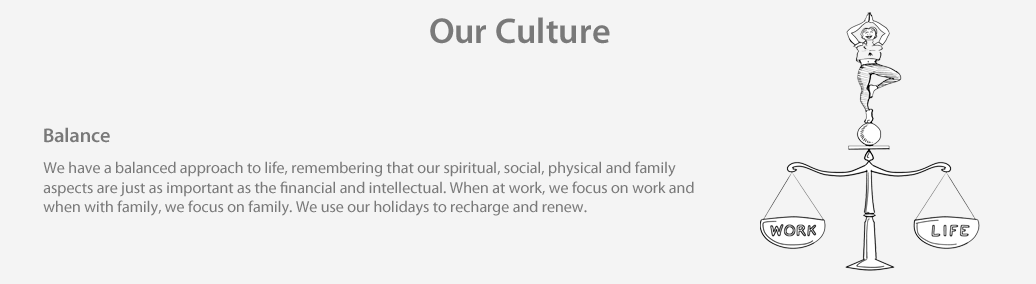 Our Culture
Balance
We have a balanced approach to life, remembering that our spiritual, social, physical and family
aspects are just as important as the financial and intellectual. When at work, we focus on work and
when with family, we focus on family. We use our holidays to recharge and renew.
WORK
LIFE